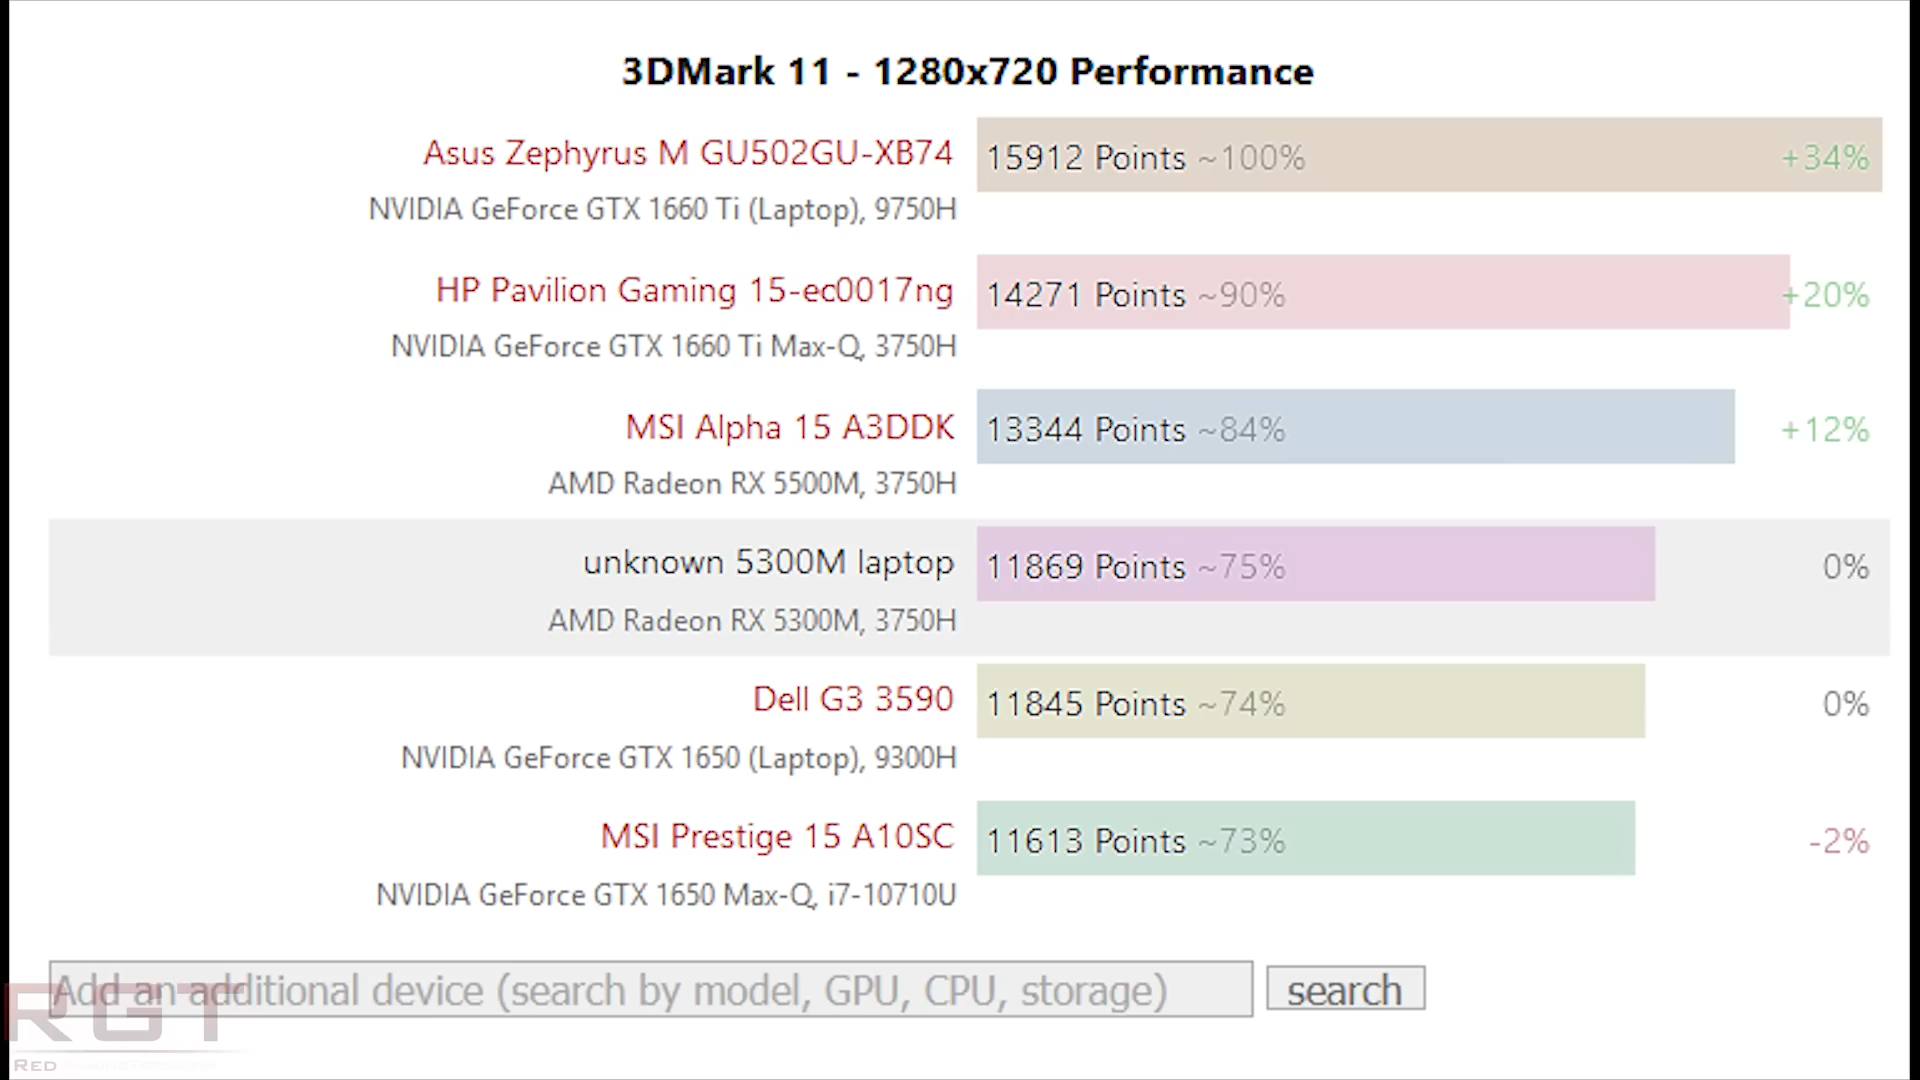 3DMark 11 - 1280x720 Performance
Asus Zephyrus M GU502GU-XB74
15912 Points ~100%
+34%
NVIDIA GeForce GTX 1660 Ti (Laptop), 9750H
HP Pavilion Gaming 15-ec0017ng
14271 Points ~90%
+20%
NVIDIA GeForce GTX 1660 Ti Max-Q, 3750H
MSI Alpha 15 A3DDK
13344 Points ~84%
+12%
AMD Radeon RX 5500M, 3750H
unknown 5300M laptop
11869 Points ~75%
0%
AMD Radeon RX 5300M, 3750H
Dell G3 3590
11845 Points ~74%
0%
NVIDIA GeForce GTX 1650 (Laptop), 9300H
MSI Prestige 15 A10SC
11613 Points ~73%
-2%
NVIDIA GeForce GTX 1650 Max-Q, i7-10710U
Add an additional device (search by model, GPU, CPU, storage)
search
RGT
RED